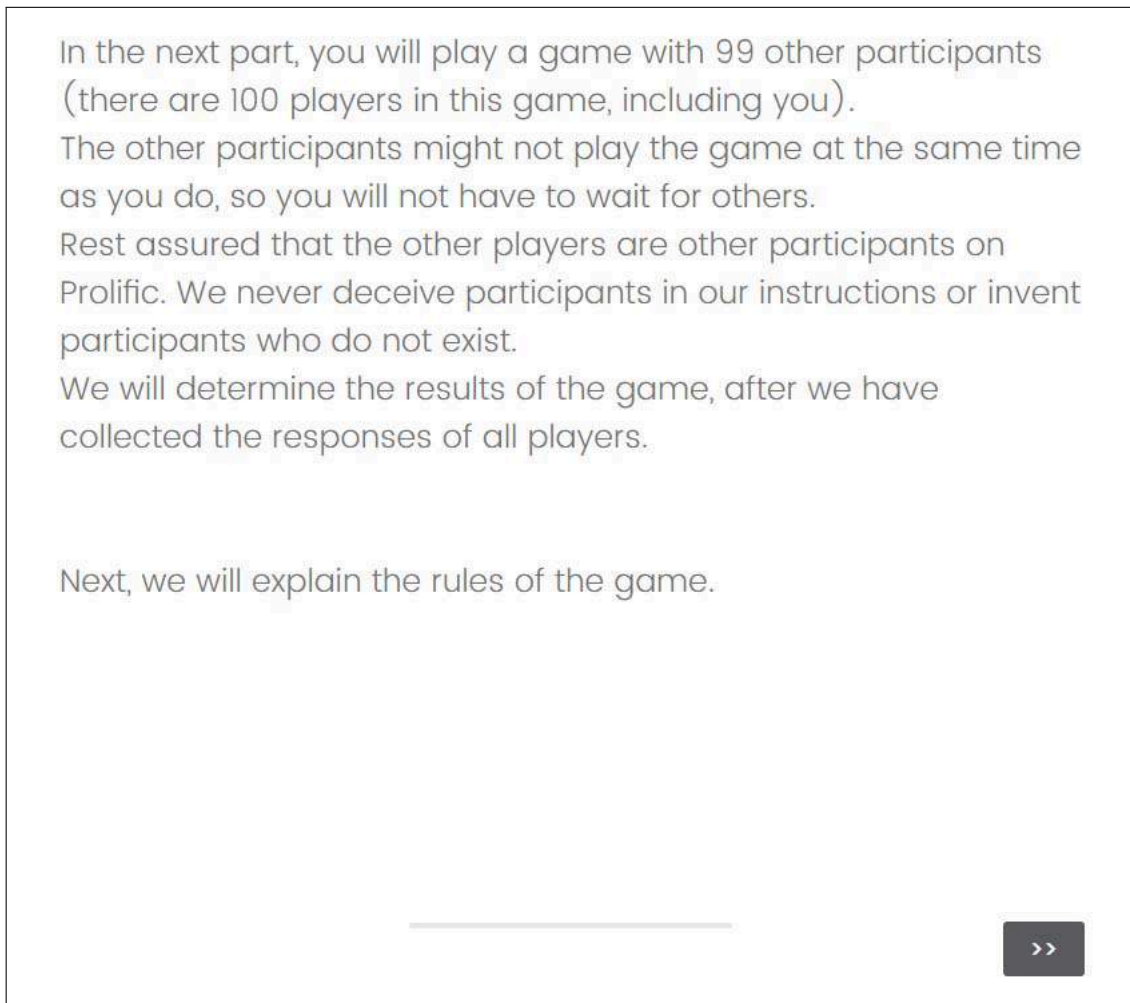 In the next part, you will play a game with 99 other participants
(there are 100 players in this game, including you).
The other participants might not play the game at the same time
as you do, so you will not have to wait for others.
Rest assured that the other players are other participants on
Prolific. We never deceive participants in our instructions or invent
participants who do not exist.
We will determine the results of the game, after we have
collected the responses of all players.
Next, we will explain the rules of the game.
>>